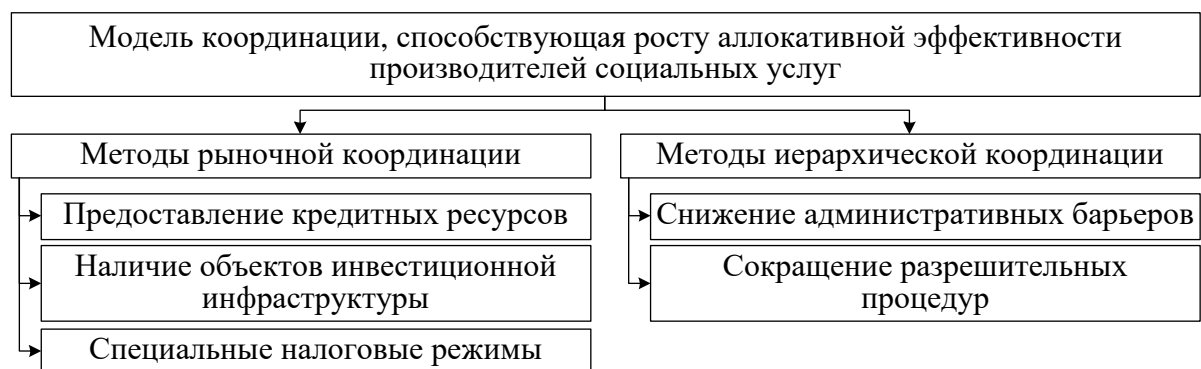 Модель координации, способствующая росту аллокативной эффективности
производителей социальных услуг
Методы рыночной координации
Предоставление кредитных ресурсов
Наличие объектов инвестиционной
инфраструктуры
Специальные налоговые режимы
Методы иерархической координации
Снижение административных барьеров
Сокращение разрешительных
процедур